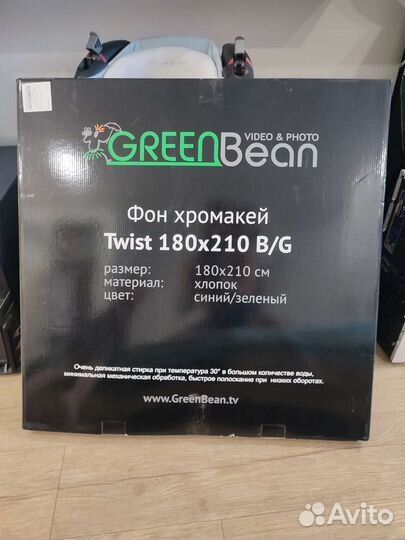 VIDEO & PHOTO
GREENBean
Фон хромакей
Twist 180x210 B/G
размер: 180x210 см
материал: хлопок
цвет: синий/зеленый
Очень деликатная стирка при температуре 30° в большом количестве воды,
минимальная механическая обработка, быстрое полоскание при низких оборотах.
www.GreenBean.tv
Avito